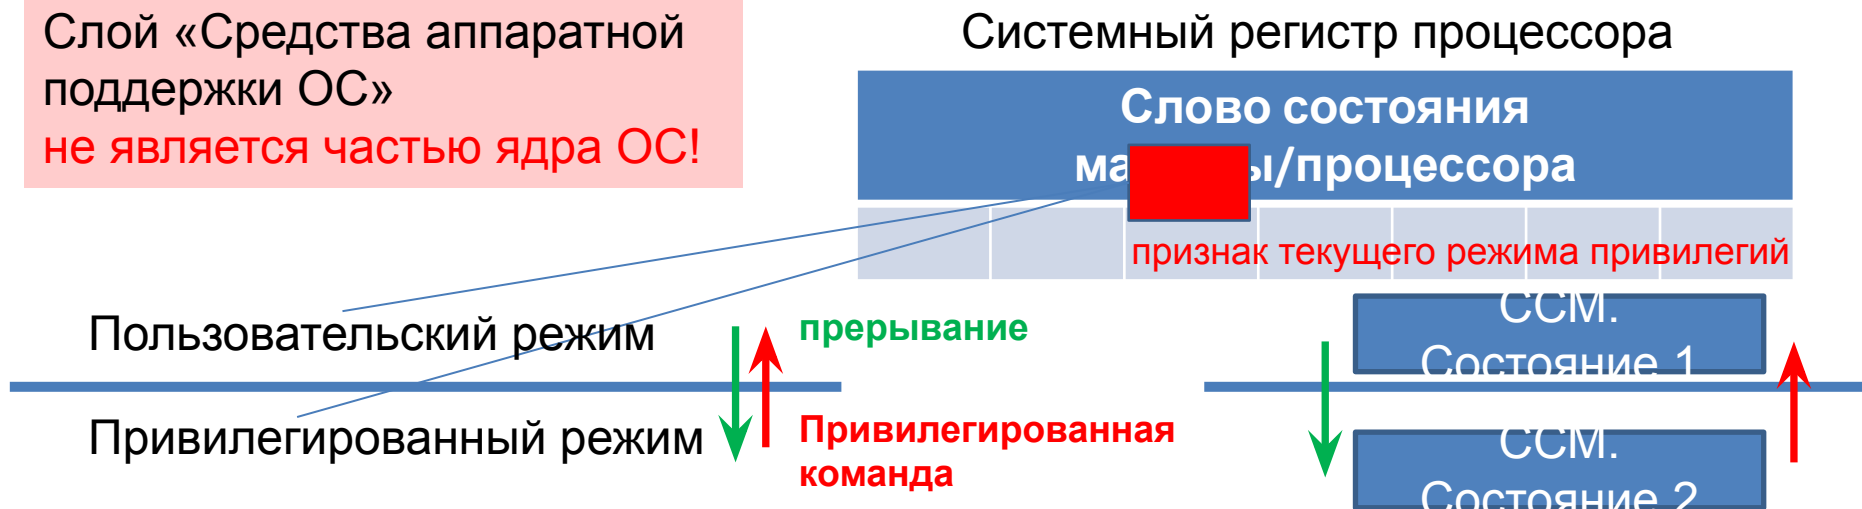 Слой «Средства аппаратной
поддержки ОС»
не является частью ядра ОС!
Системный регистр процессора
Слово состояния
ма ы/процессора
признак текущего режима привилегий
Пользовательский режим
прерывание
ССМ.
Состояние 1
Привилегированный режим
Привилегированная
команда
ССМ.
Состояние 2